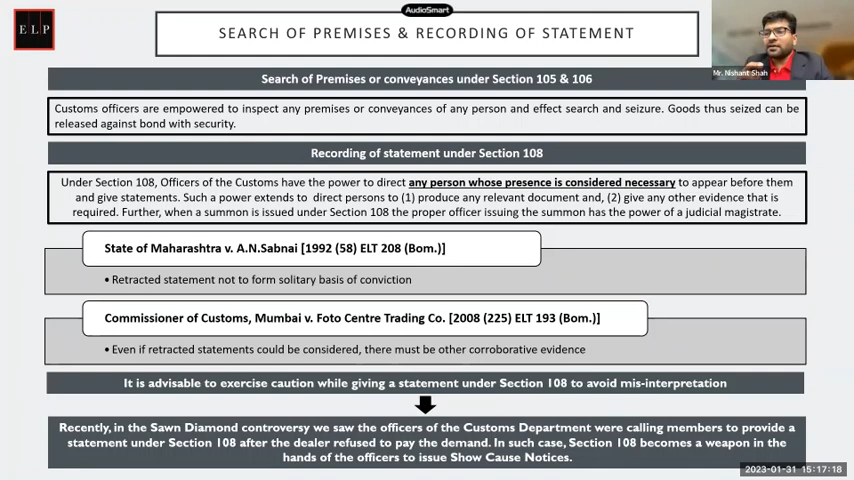 AudioSmart
ELP
SEARCH OF PREMISES & RECORDING OF STATEMENT
Mr. Nishant Shah
Search of Premises or conveyances under Section 105 & 106
Customs officers are empowered to inspect any premises or conveyances of any person and effect search and seizure. Goods thus seized can be
released against bond with security.
Recording of statement under Section 108
Under Section 108, Officers of the Customs have the power to direct any person whose presence is considered necessary to appear before them
and give statements. Such a power extends to direct persons to (1) produce any relevant document and, (2) give any other evidence that is
required. Further, when a summon is issued under Section 108 the proper officer issuing the summon has the power of a judicial magistrate.
State of Maharashtra v. A.N.Sabnai [1992 (58) ELT 208 (Bom.)]
• Retracted statement not to form solitary basis of conviction
Commissioner of Customs, Mumbai v. Foto Centre Trading Co. [2008 (225) ELT 193 (Bom.)]
• Even if retracted statements could be considered, there must be other corroborative evidence
It is advisable to exercise caution while giving a statement under Section 108 to avoid mis-interpretation
Recently, in the Sawn Diamond controversy we saw the officers of the Customs Department were calling members to provide a
statement under Section 108 after the dealer refused to pay the demand. In such case, Section 108 becomes a weapon in the
hands of the officers to issue Show Cause Notices.
2023-01-31 15:17:18